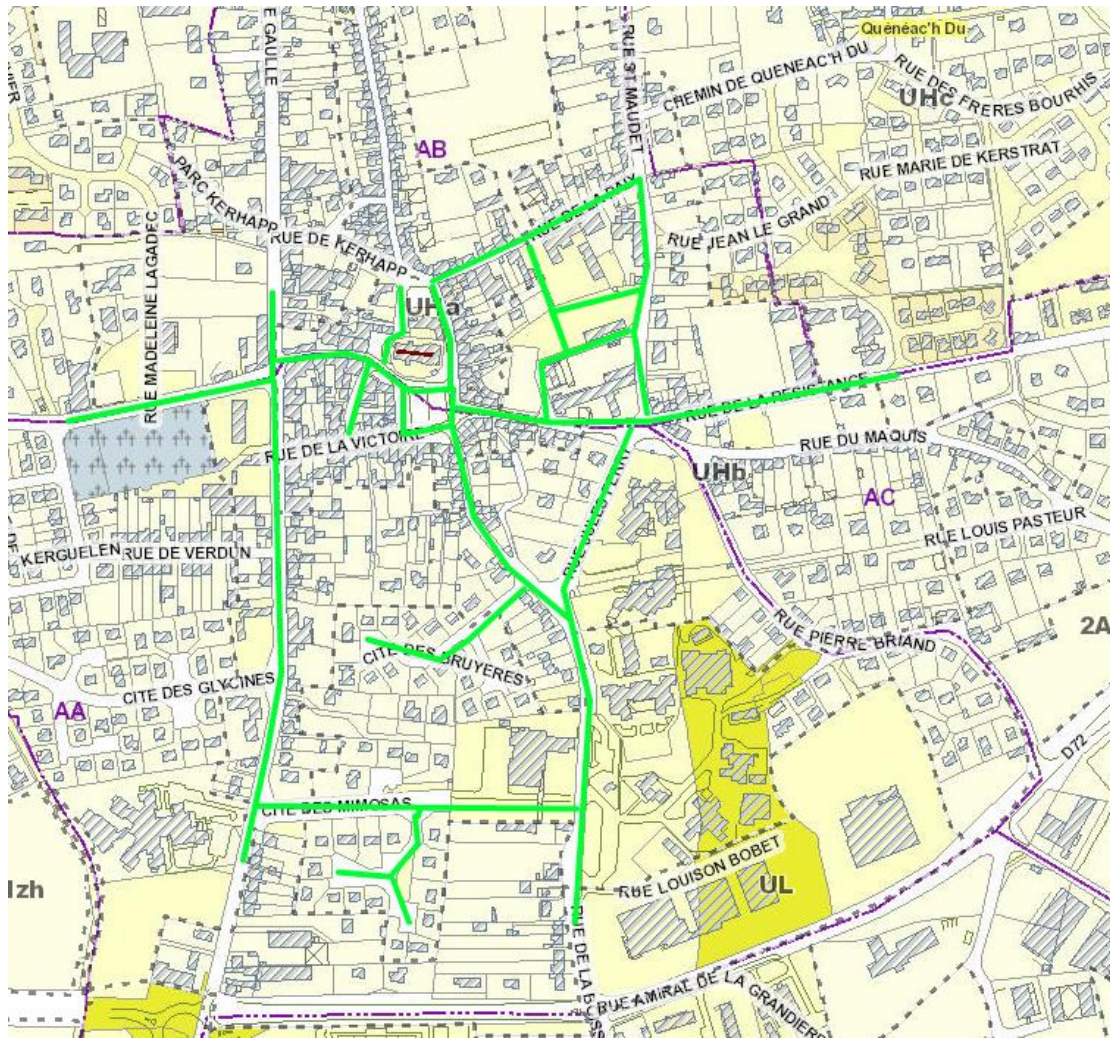 Quénéac'h Du
E GAULLE
RUE ST MAUDET
CHEMIN DE QUENEAC'H DU
RUE DES FRERES BOURHIS
UHc
AB
RUE MARIE DE KERSTRAT
PARC KERHAPP
RUE MADELEINE LAGADEC
RUE DE KERHAPP
RUE JEAN LE GRAND
UHa
RUE DE LA RESISTANCE
RUE DE LA VICTOIRE
RUE DU MAQUIS
UHb
AC
RUE LOUIS PASTEUR
KERGUELEN
RUE DE VERDUN
RUE PIERRE BRIAND
2A
CITE DES BRUYERES
CITE DES GLYCINES
AA
D72
CITE DES MIMOSAS
RUE LOUISON BOBET
UL
1zh
RUE DE LA BOSS
RUE AMIRAL DE LA GRANDIERE